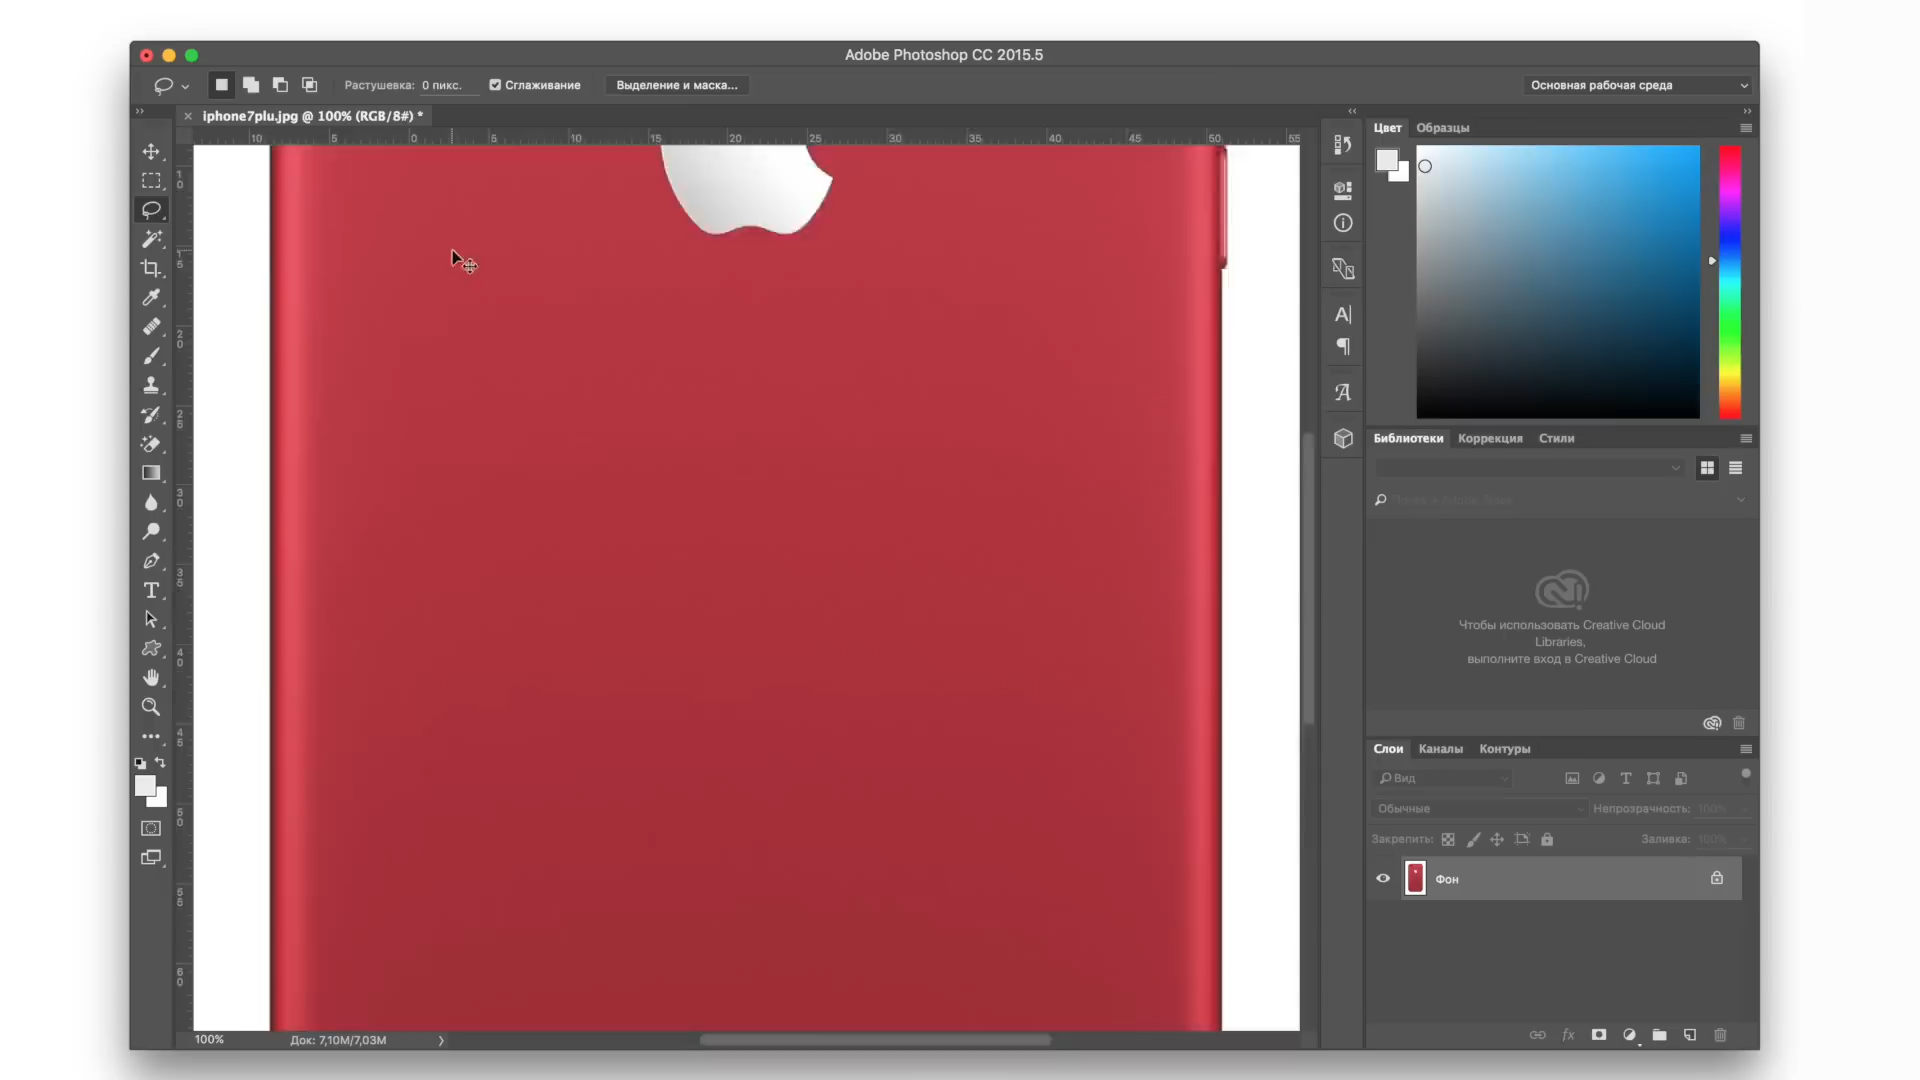 Adobe Photoshop CC 2015.5
Растушевка: 0 пикс. Сглаживание Выделение и маска... Основная рабочая среда
iphone7plu.jpg @ 100% (RGB/8#) *
10 5 0 5 10 15 20 25 30 35 40 45 50 55
Цвет Образцы
Библиотеки Коррекция Стили
Чтобы использовать Creative Cloud
Libraries,
выполните вход в Creative Cloud
Слои Каналы Контуры
Вид
Обычные Непрозрачность: 100%
Закрепить: Заливка: 100%
Фон
100% Док: 7,10M/7,03M